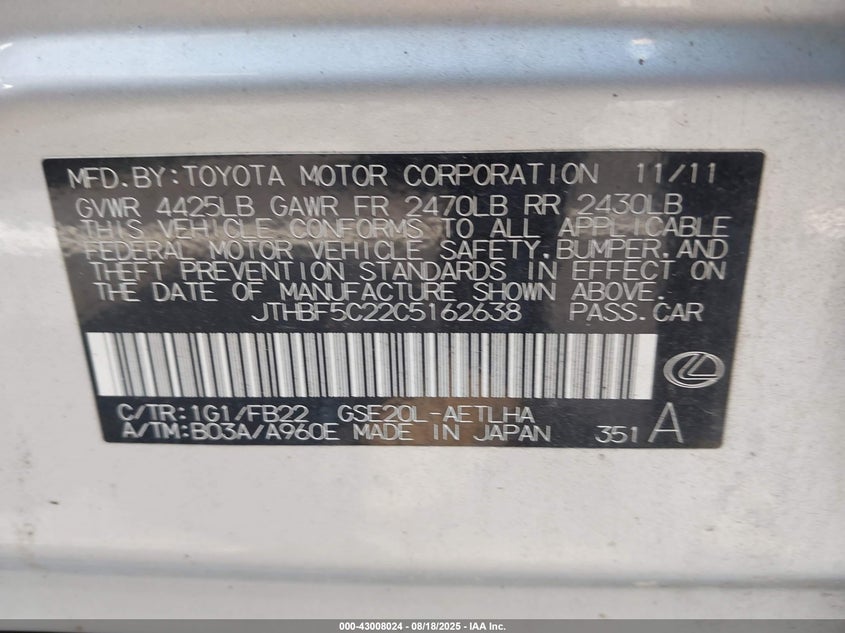 MFD.BY:TOYOTA MOTOR CORPORATION 11/11
GVWR 4425LB GAWR FR 2470LB RR 2430LB
THIS VEHICLE CONFORMS TO ALL APPLICABLE
FEDERAL MOTOR VEHICLE SAFETY,BUMPER,AND
THEFT PREVENTION STANDARDS IN EFFECT ON
THE DATE OF MANUFACTURE SHOWN ABOVE.
JTHBF5C22C5162638 PASS.CAR
C/TR:1G1/FB22 GSE20L-AETLHA
A/TM:B03A/A960E MADE IN JAPAN 351 A
000-43008024 | 08/18/2025 | IAA Inc.